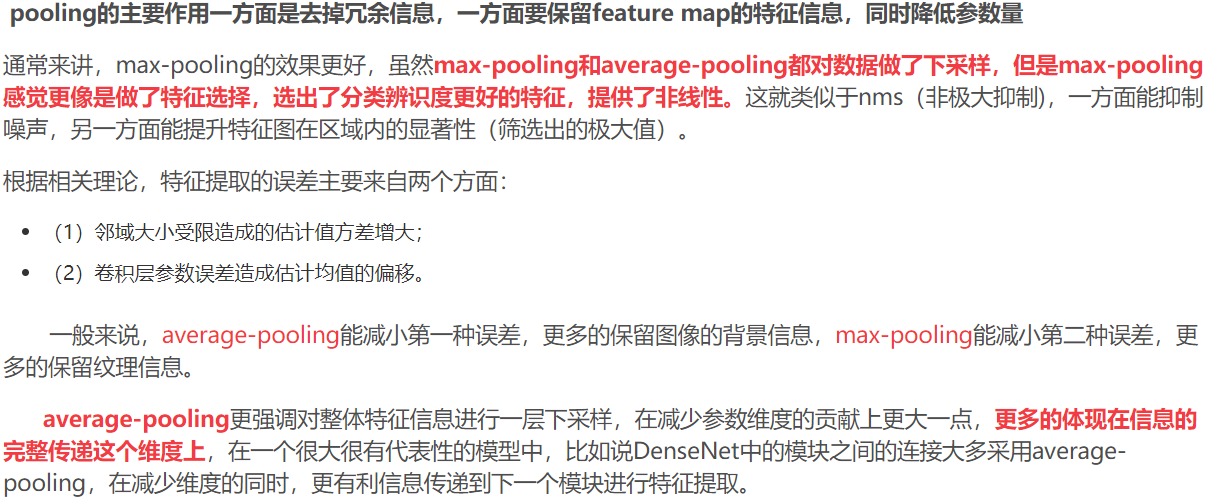 pooling的主要作用一方面是去掉冗余信息，一方面要保留feature map的特征信息，同时降低参数量
通常来讲，max-pooling的效果更好，虽然max-pooling和average-pooling都对数据做了下采样，但是max-pooling
感觉更像是做了特征选择，选出了分类辨识度更好的特征，提供了非线性。这就类似于nms（非极大抑制)，一方面能抑制
噪声，另一方面能提升特征图在区域内的显著性（筛选出的极大值）。
根据相关理论，特征提取的误差主要来自两个方面：
• （1）邻域大小受限造成的估计值方差增大；
• （2）卷积层参数误差造成估计均值的偏移。
一般来说，average-pooling能减小第一种误差，更多的保留图像的背景信息，max-pooling能减小第二种误差，更
多的保留纹理信息。
average-pooling更强调对整体特征信息进行一层下采样，在减少参数维度的贡献上更大一点，更多的体现在信息的
完整传递这个维度上，在一个很大很有代表性的模型中，比如说DenseNet中的模块之间的连接大多采用average-
pooling，在减少维度的同时，更有利信息传递到下一个模块进行特征提取。